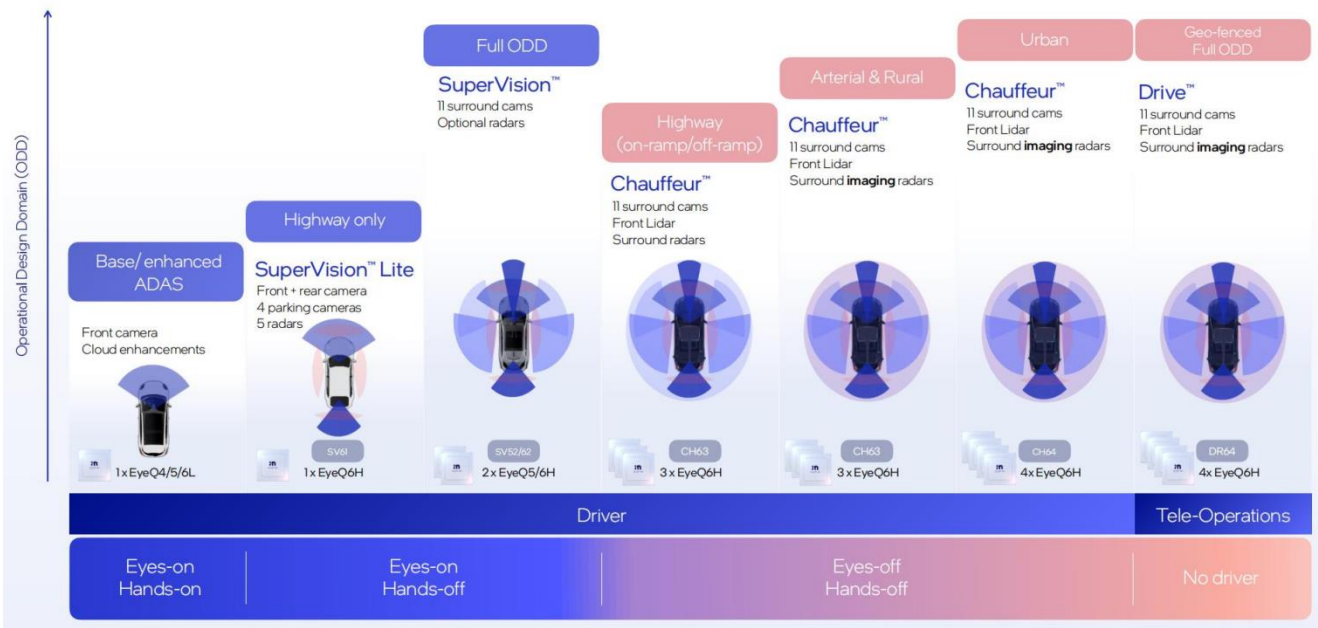 Operational Design Domain (ODD)
Base/ enhanced
ADAS
Front camera
Cloud enhancements
1 x EyeQ4/5/6L
Highway only
SuperVision™ Lite
Front + rear camera
4 parking cameras
5 radars
SV61
1 x EyeQ6H
Full ODD
SuperVision™
11 surround cams
Optional radars
SV52/62
2 x EyeQ5/6H
Highway
(on-ramp/off-ramp)
Chauffeur™
11 surround cams
Front Lidar
Surround radars
CH63
3 x EyeQ6H
Arterial & Rural
Chauffeur™
11 surround cams
Front Lidar
Surround imaging radars
CH63
3 x EyeQ6H
Urban
Chauffeur™
11 surround cams
Front Lidar
Surround imaging radars
CH64
4x EyeQ6H
Geo-fenced
Full ODD
Drive™
11 surround cams
Front Lidar
Surround imaging radars
DR64
4x EyeQ6H
Driver
Tele-Operations
Eyes-on
Hands-on
Eyes-on
Hands-off
Eyes-off
Hands-off
No driver